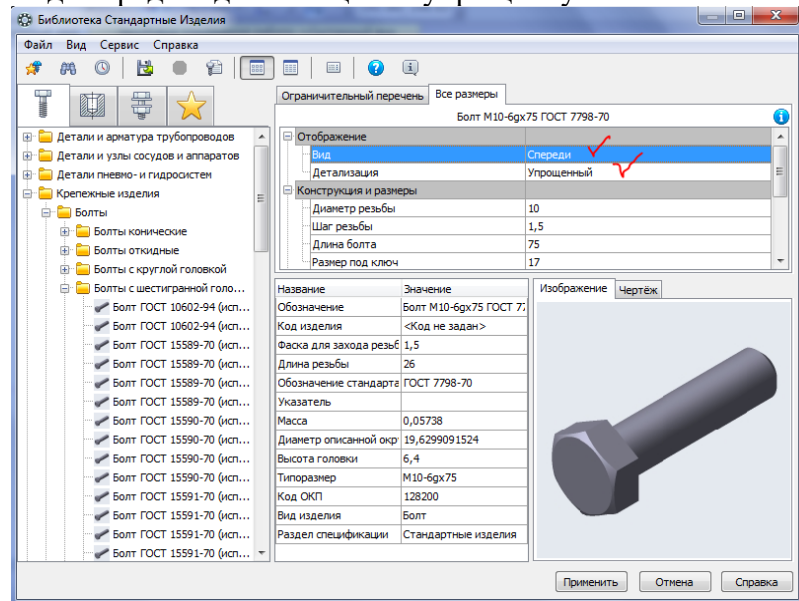 Библиотека Стандартные Изделия
Файл Вид Сервис Справка
Ограничительный перечень Все размеры
Болт М10-6gx75 ГОСТ 7798-70
Отображение
Вид Спереди
Детализация Упрощенный
Конструкция и размеры
Диаметр резьбы 10
Шаг резьбы 1,5
Длина болта 75
Размер под ключ 17
Детали и арматура трубопроводов
Детали и узлы сосудов и аппаратов
Детали пневмо- и гидросистем
Крепежные изделия
Болты
Болты конические
Болты откидные
Болты с круглой головкой
Болты с шестигранной голо...
Болт ГОСТ 10602-94 (исп...
Болт ГОСТ 10602-94 (исп...
Болт ГОСТ 15589-70 (исп...
Болт ГОСТ 15589-70 (исп...
Болт ГОСТ 15589-70 (исп...
Болт ГОСТ 15589-70 (исп...
Болт ГОСТ 15590-70 (исп...
Болт ГОСТ 15590-70 (исп...
Болт ГОСТ 15590-70 (исп...
Болт ГОСТ 15590-70 (исп...
Болт ГОСТ 15591-70 (исп...
Болт ГОСТ 15591-70 (исп...
Болт ГОСТ 15591-70 (исп...
Болт ГОСТ 15591-70 (исп...
Название Значение
Обозначение Болт М10-6gx75 ГОСТ 7
Код изделия <Код не задан>
Фаска для захода резьб 1,5
Длина резьбы 26
Обозначение стандарта ГОСТ 7798-70
Указатель
Масса 0,05738
Диаметр описанной окр 19,6299091524
Высота головки 6,4
Типоразмер М10-6gx75
Код ОКП 128200
Вид изделия Болт
Раздел спецификации Стандартные изделия
Изображение Чертёж
Применить Отмена Справка